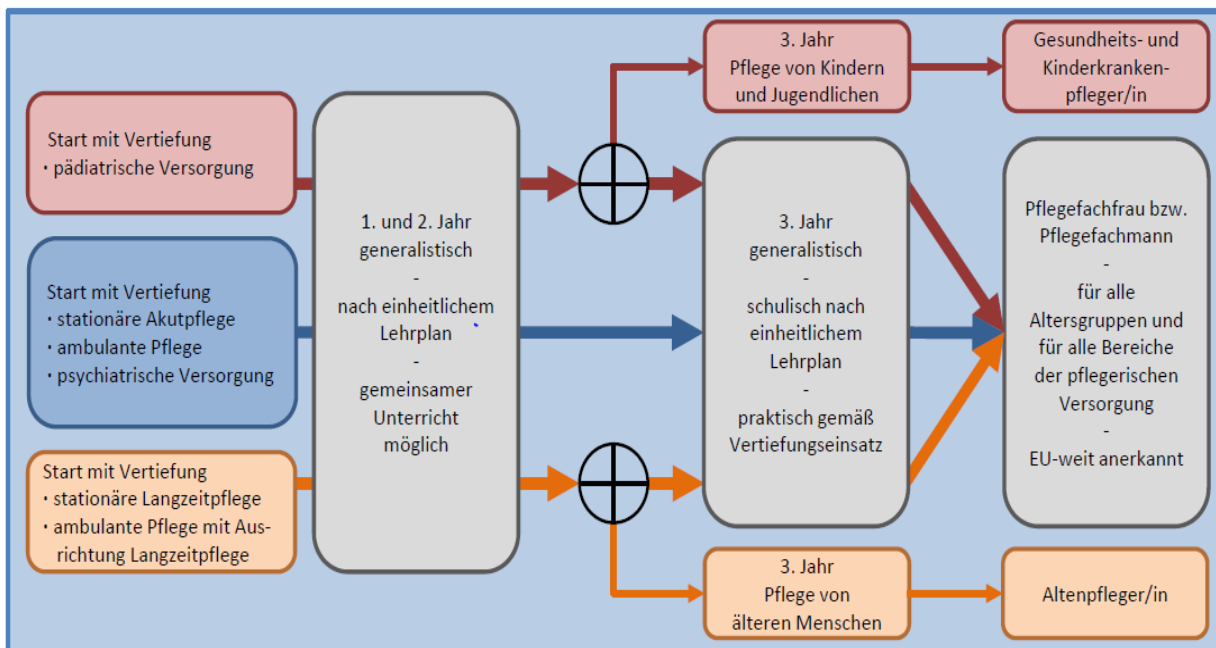 Start mit Vertiefung
· pädiatrische Versorgung
Start mit Vertiefung
· stationäre Akutpflege
· ambulante Pflege
· psychiatrische Versorgung
Start mit Vertiefung
· stationäre Langzeitpflege
· ambulante Pflege mit Aus-
richtung Langzeitpflege
1. und 2. Jahr
generalistisch
-
nach einheitlichem
Lehrplan
-
gemeinsamer
Unterricht
möglich
3. Jahr
Pflege von Kindern
und Jugendlichen
3. Jahr
generalistisch
-
schulisch nach
einheitlichem
Lehrplan
-
praktisch gemäß
Vertiefungseinsatz
3. Jahr
Pflege von
älteren Menschen
Gesundheits- und
Kinderkranken-
pfleger/in
Pflegefachfrau bzw.
Pflegefachmann
-
für alle
Altersgruppen und
für alle Bereiche
der pflegerischen
Versorgung
-
EU-weit anerkannt
Altenpfleger/in